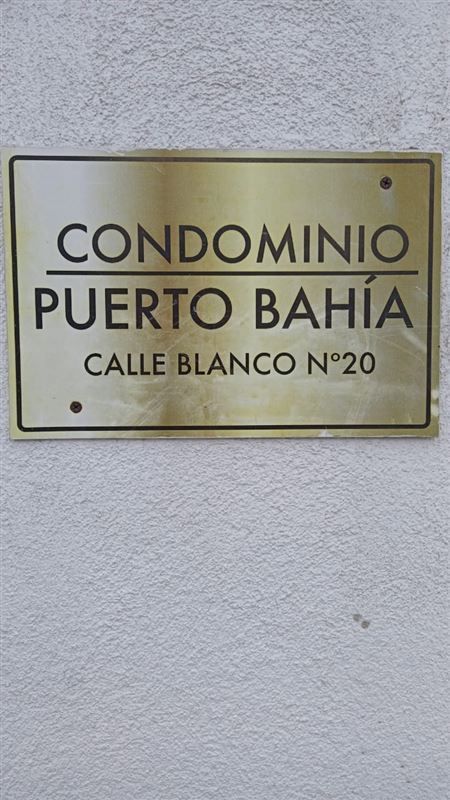 CONDOMINIO
PUERTO BAHÍA
CALLE BLANCO N°20